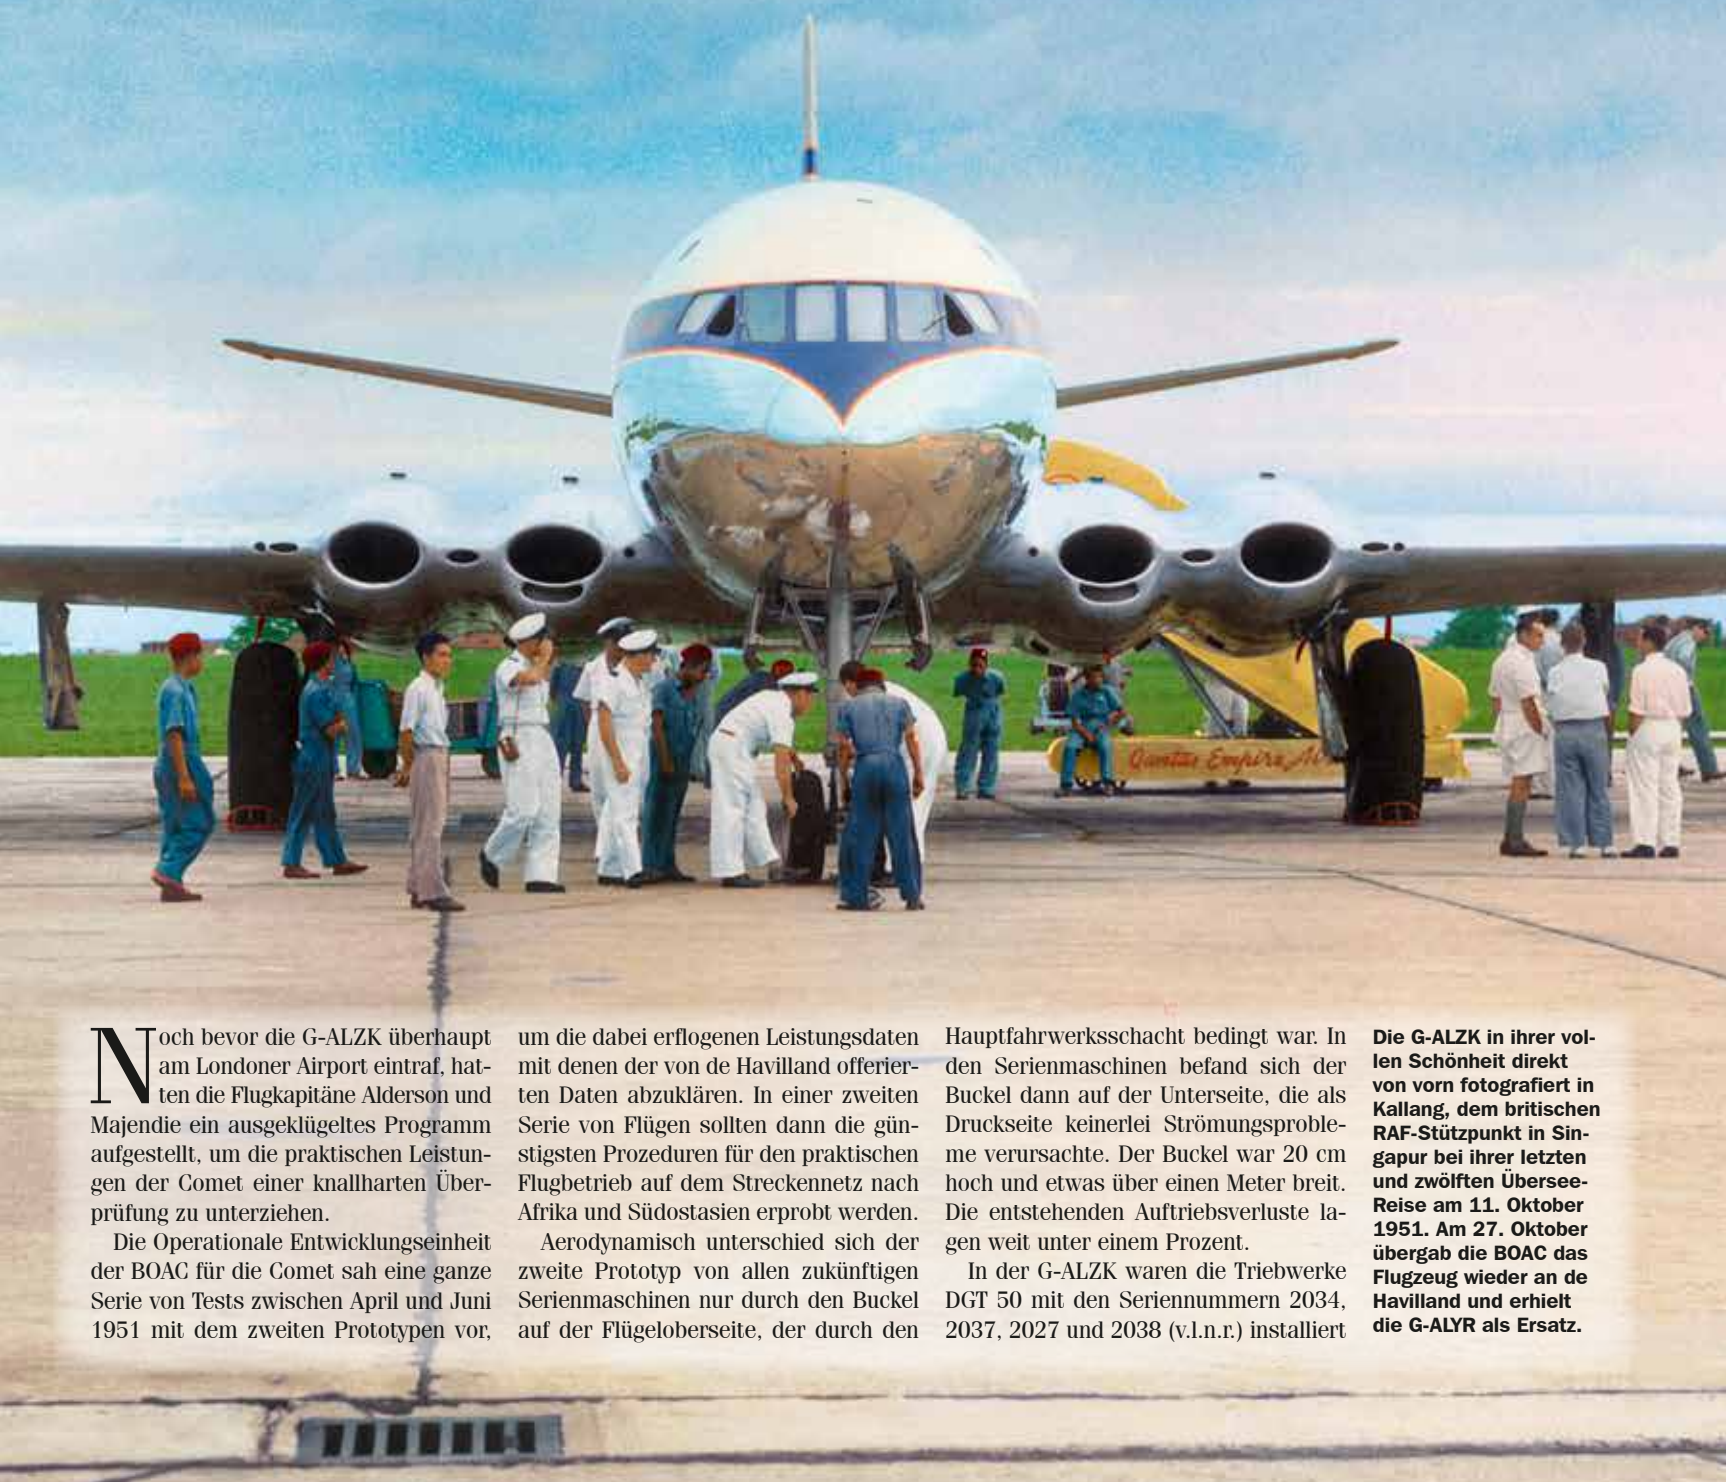 Qantas Empire Air
Noch bevor die G-ALZK überhaupt
am Londoner Airport eintraf, hat-
ten die Flugkapitäne Alderson und
Majendie ein ausgeklügeltes Programm
aufgestellt, um die praktischen Leistun-
gen der Comet einer knallharten Über-
prüfung zu unterziehen.
Die Operationale Entwicklungseinheit
der BOAC für die Comet sah eine ganze
Serie von Tests zwischen April und Juni
1951 mit dem zweiten Prototypen vor,
um die dabei erflogenen Leistungsdaten
mit denen der von de Havilland offerier-
ten Daten abzuklären. In einer zweiten
Serie von Flügen sollten dann die gün-
stigsten Prozeduren für den praktischen
Flugbetrieb auf dem Streckennetz nach
Afrika und Südostasien erprobt werden.
Aerodynamisch unterschied sich der
zweite Prototyp von allen zukünftigen
Serienmaschinen nur durch den Buckel
auf der Flügeloberseite, der durch den
Hauptfahrwerksschacht bedingt war. In
den Serienmaschinen befand sich der
Buckel dann auf der Unterseite, die als
Druckseite keinerlei Strömungsproble-
me verursachte. Der Buckel war 20 cm
hoch und etwas über einen Meter breit.
Die entstehenden Auftriebsverluste la-
gen weit unter einem Prozent.
In der G-ALZK waren die Triebwerke
DGT 50 mit den Seriennummern 2034,
2037, 2027 und 2038 (v.l.n.r.) installiert
Die G-ALZK in ihrer vol-
len Schönheit direkt
von vorn fotografiert in
Kallang, dem britischen
RAF-Stützpunkt in Sin-
gapur bei ihrer letzten
und zwölften Übersee-
Reise am 11. Oktober
1951. Am 27. Oktober
übergab die BOAC das
Flugzeug wieder an de
Havilland und erhielt
die G-ALYR als Ersatz.